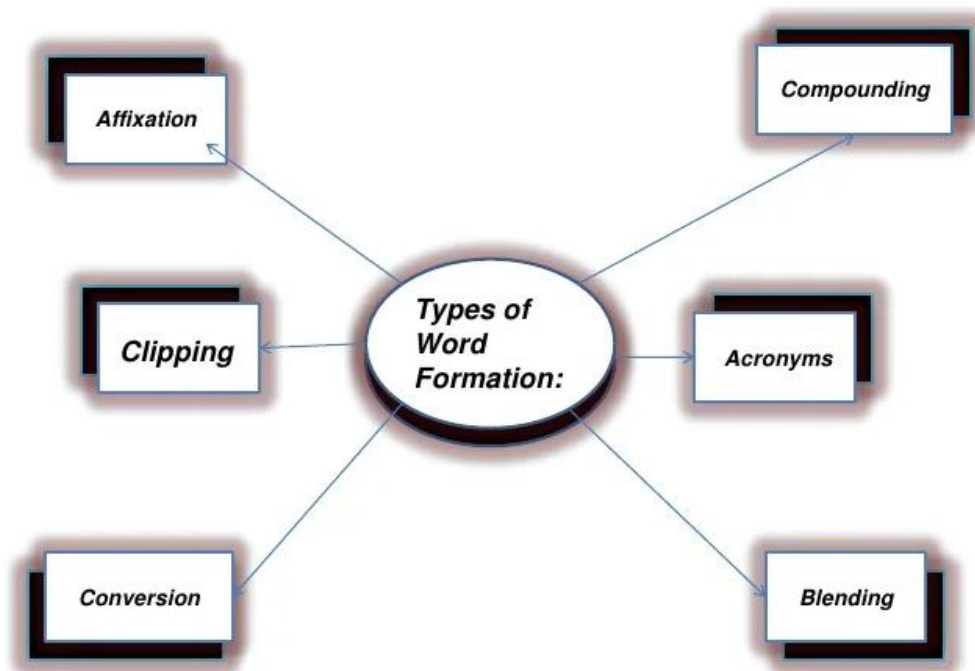 Affixation
Compounding
Types of
Word
Formation:
Clipping
Acronyms
Conversion
Blending